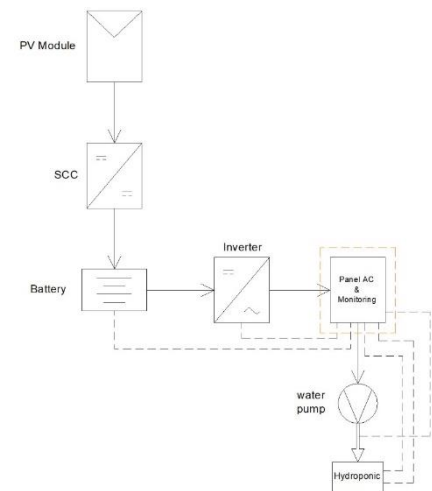 PV Module
SCC
Inverter
Battery
Panel AC
&
Monitoring
water
pump
Hydroponic